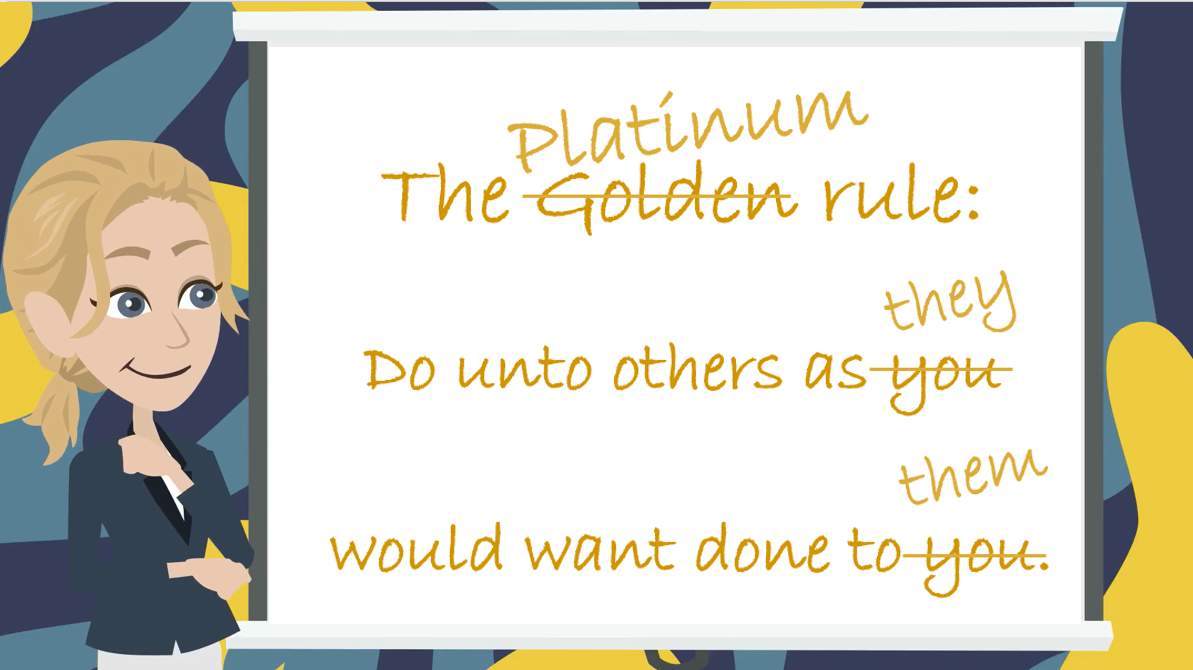 Platinum
The Golden rule:
they
Do unto others as you
them
would want done to you.